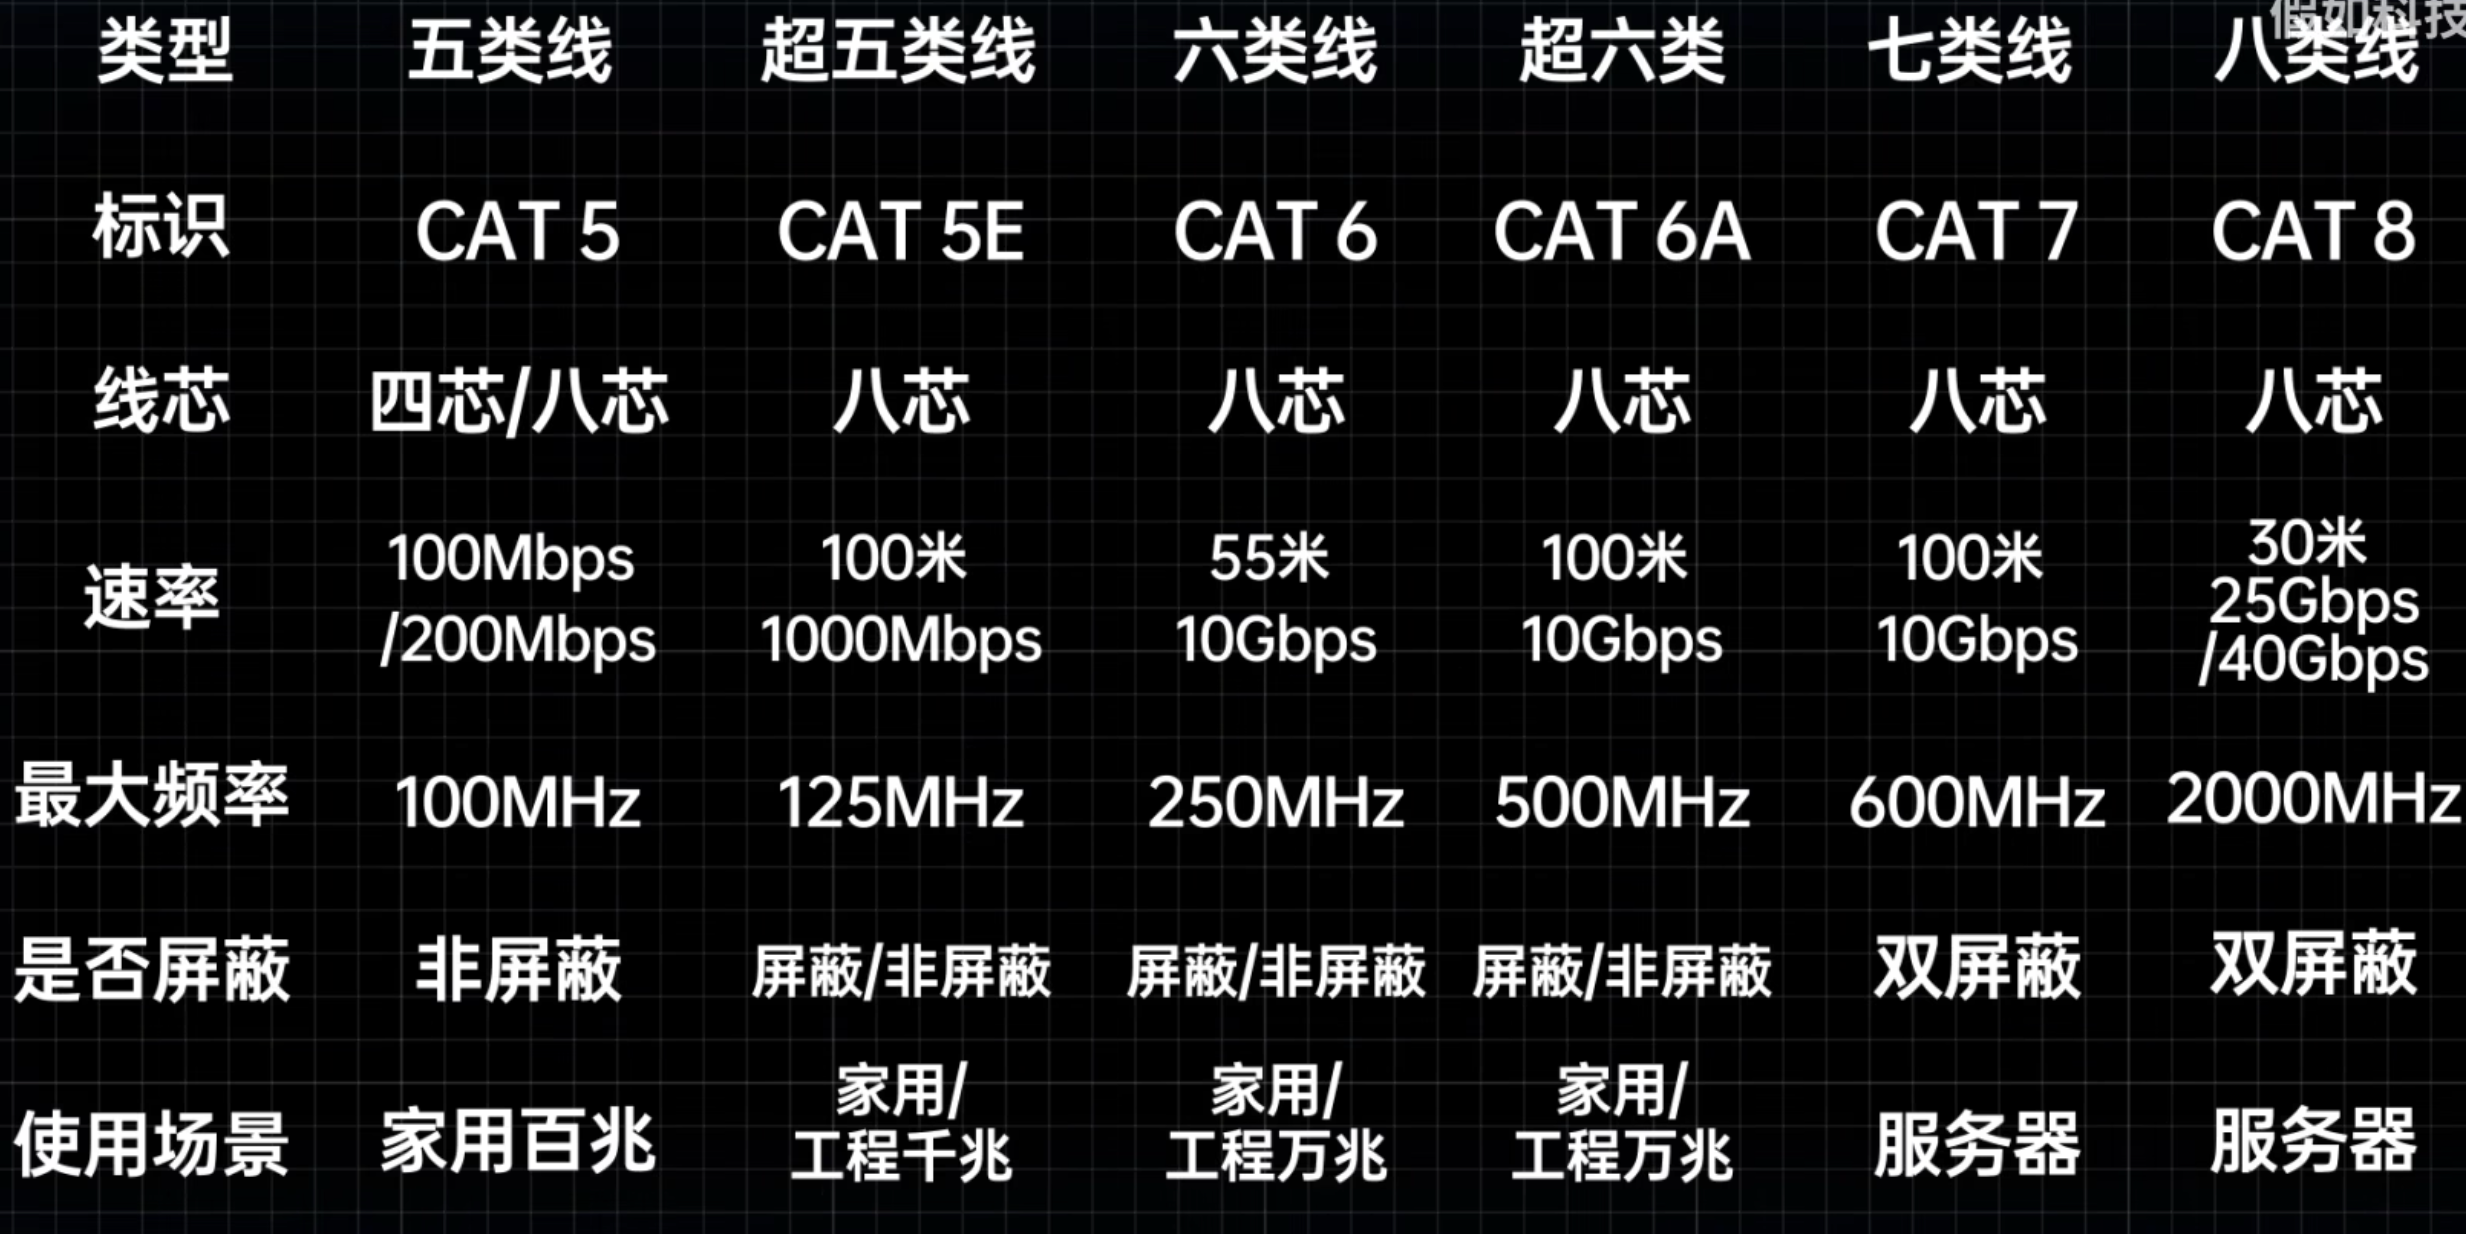 假如科技
类型 五类线 超五类线 六类线 超六类 七类线 八类线
标识 CAT 5 CAT 5E CAT 6 CAT 6A CAT 7 CAT 8
线芯 四芯/八芯 八芯 八芯 八芯 八芯 八芯
速率
100Mbps
/200Mbps
100米
1000Mbps
55米
10Gbps
100米
10Gbps
100米
10Gbps
30米
25Gbps
/40Gbps
最大频率 100MHz 125MHz 250MHz 500MHz 600MHz 2000MHz
是否屏蔽 非屏蔽 屏蔽/非屏蔽 屏蔽/非屏蔽 屏蔽/非屏蔽 双屏蔽 双屏蔽
使用场景 家用百兆
家用/
工程千兆
家用/
工程万兆
家用/
工程万兆
服务器
服务器